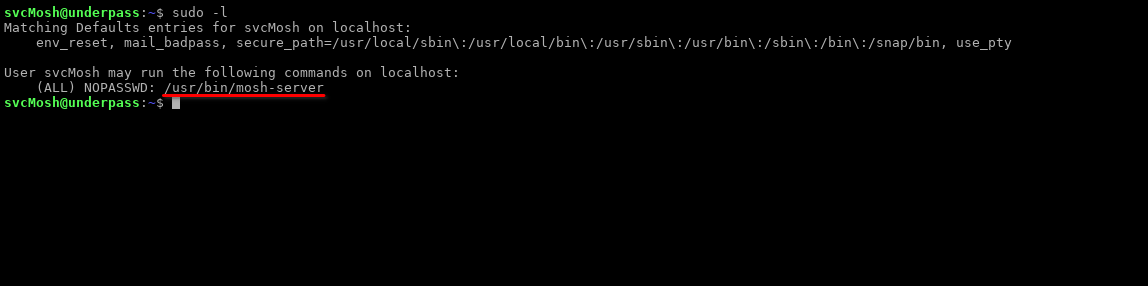 svcMosh@underpass:~$ sudo -l
Matching Defaults entries for svcMosh on localhost:
    env_reset, mail_badpass, secure_path=/usr/local/sbin\:/usr/local/bin\:/usr/sbin\:/usr/bin\:/sbin\:/bin\:/snap/bin, use_pty

User svcMosh may run the following commands on localhost:
    (ALL) NOPASSWD: /usr/bin/mosh-server
svcMosh@underpass:~$